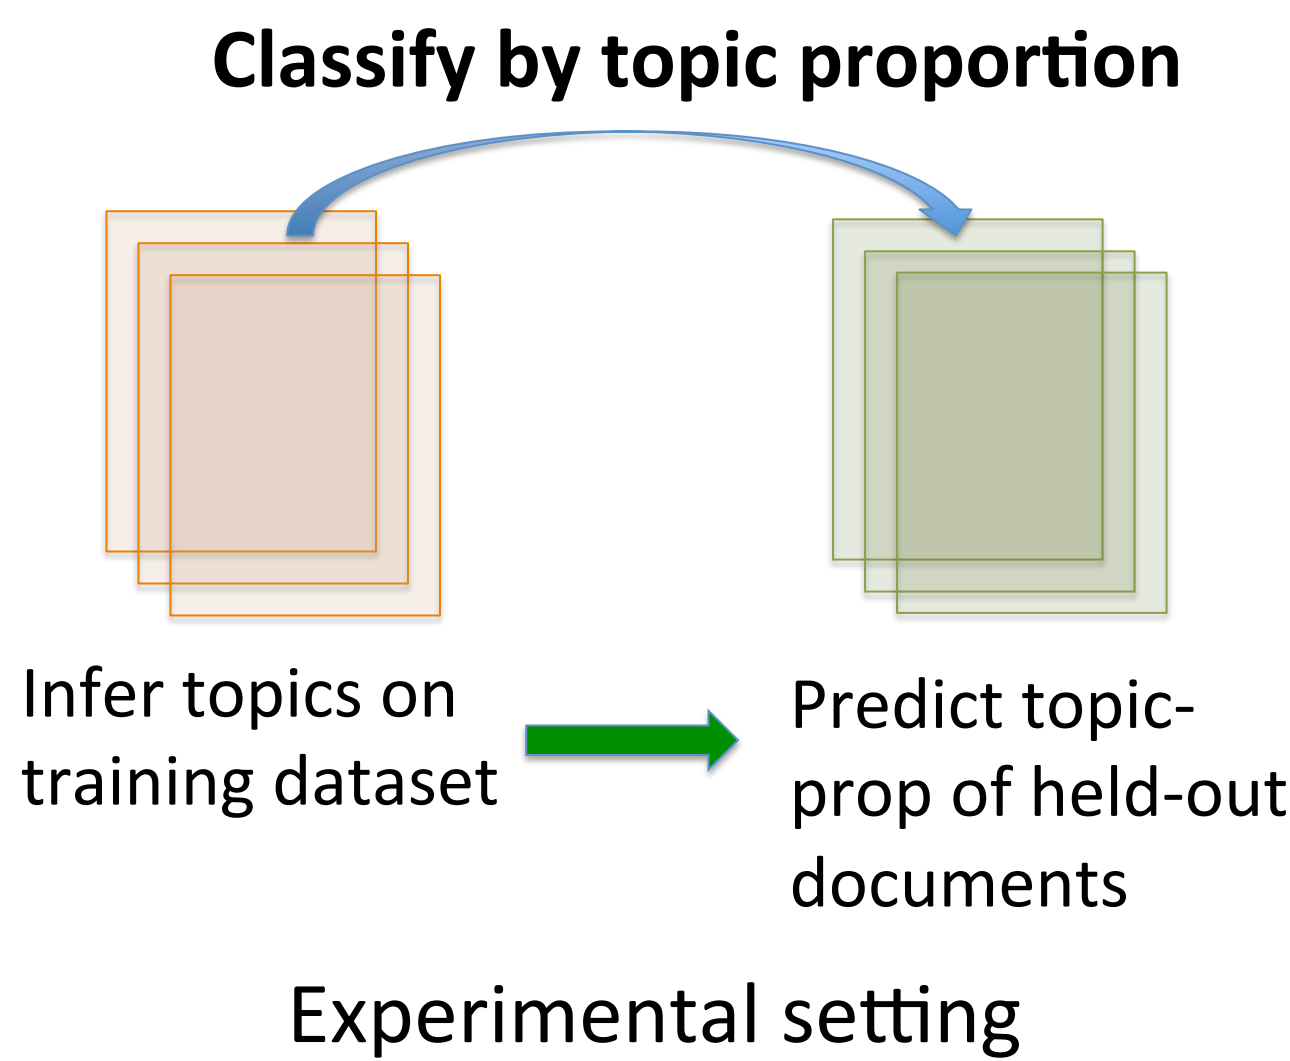 Classify by topic proportion
Infer topics on
training dataset
Predict topic-
prop of held-out
documents
Experimental setting